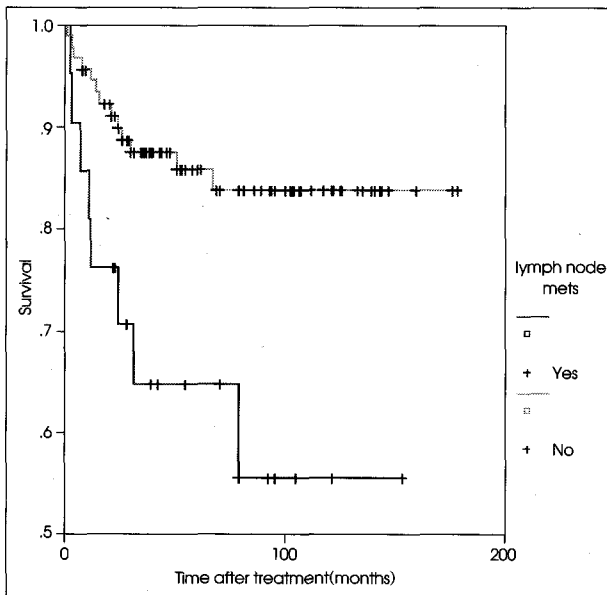 1.0
.9
.8
.7
.6
.5
Survival
0
100
200
Time after treatment(months)
lymph node
mets
Yes
No